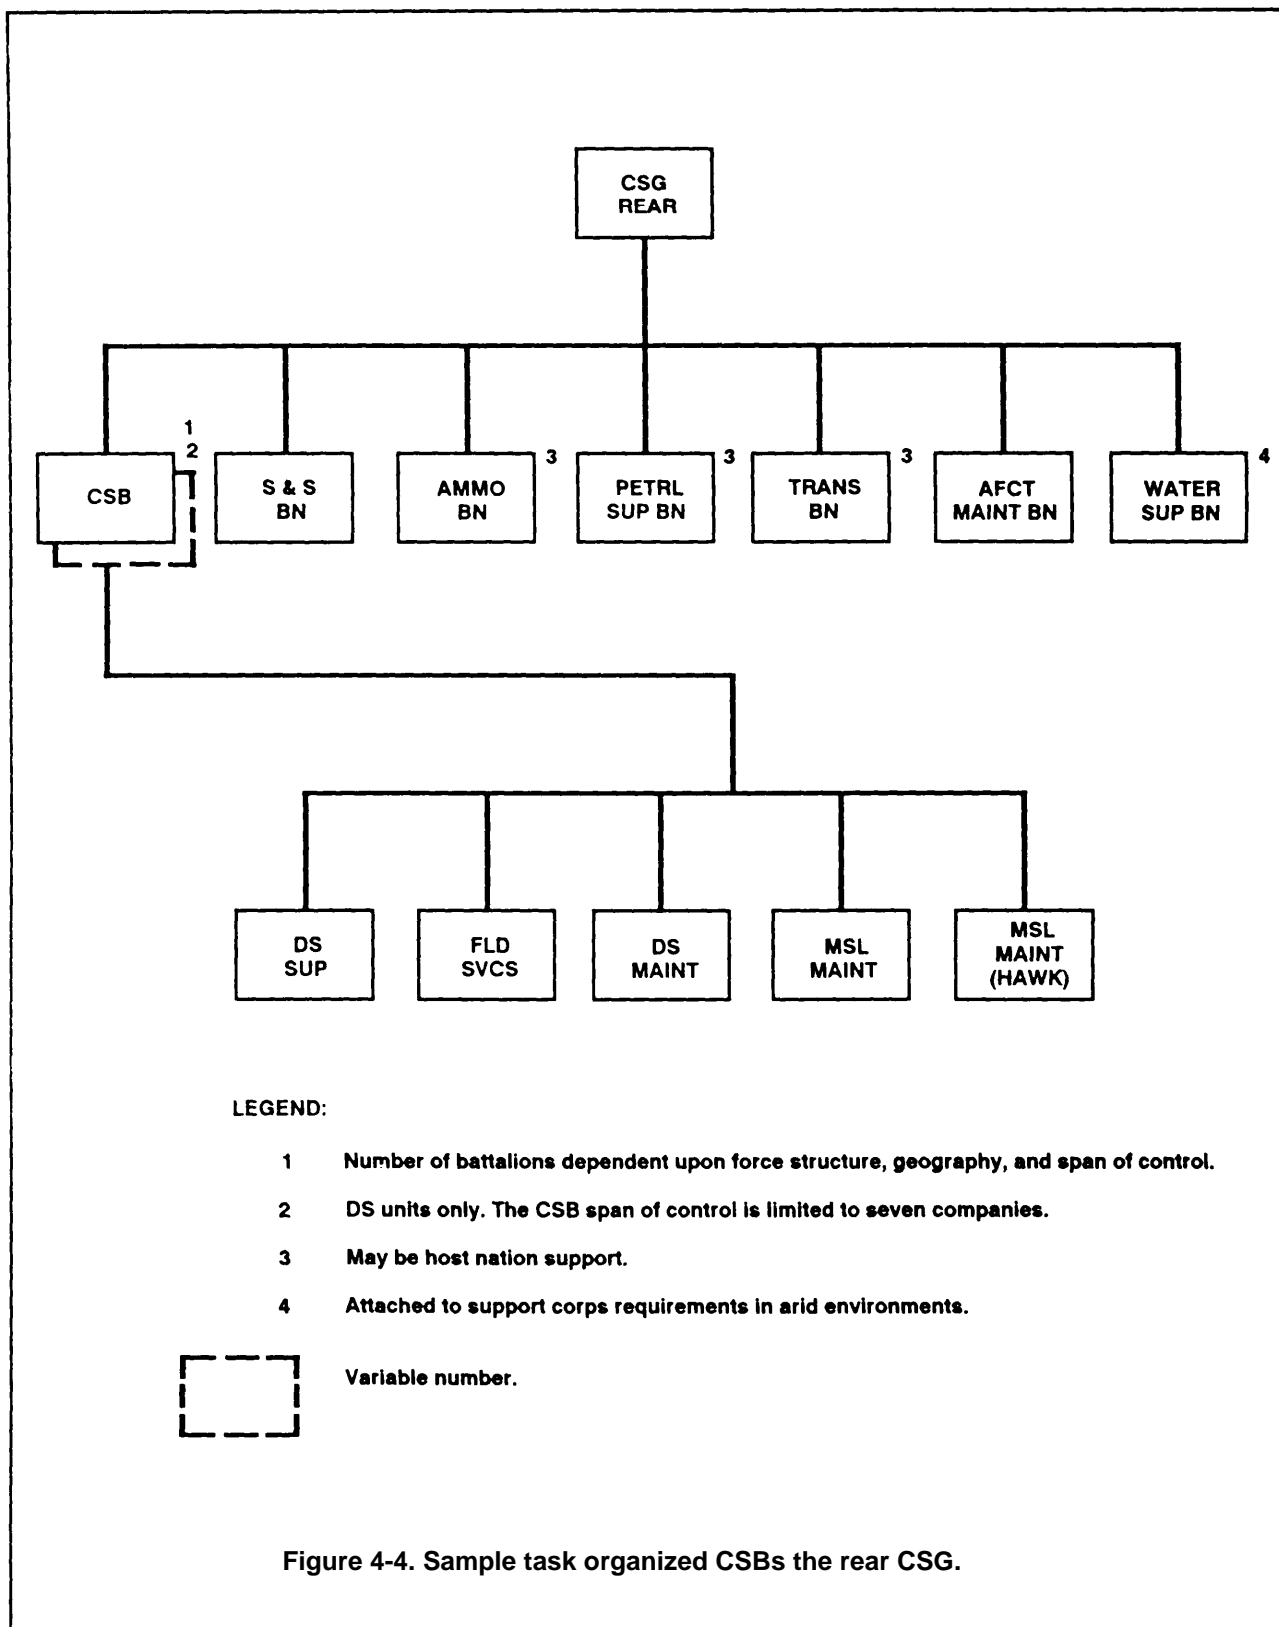 CSG
REAR
1
2
3
3
3
4
CSB
S & S
BN
AMMO
BN
PETRL
SUP BN
TRANS
BN
AFCT
MAINT BN
WATER
SUP BN
DS
SUP
FLD
SVCS
DS
MAINT
MSL
MAINT
MSL
MAINT
(HAWK)
LEGEND:
1 Number of battalions dependent upon force structure, geography, and span of control.
2 DS units only. The CSB span of control is limited to seven companies.
3 May be host nation support.
4 Attached to support corps requirements in arid environments.
Variable number.
Figure 4-4. Sample task organized CSBs the rear CSG.